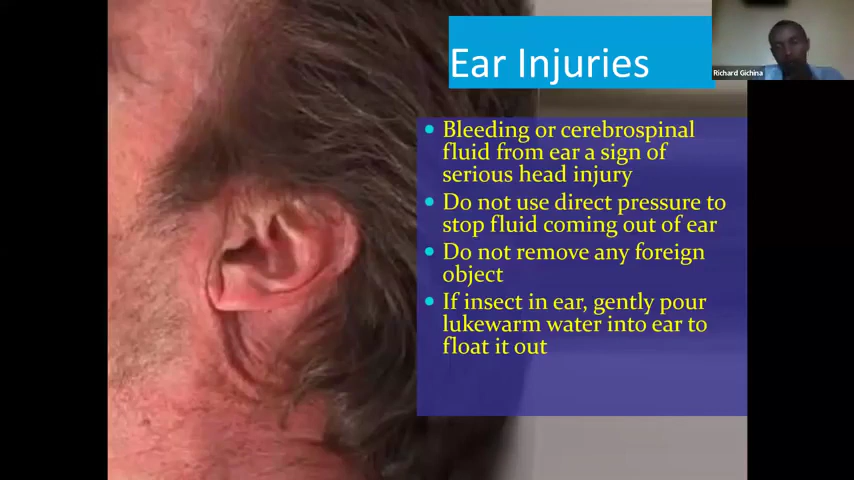 Ear Injuries
Richard Gichina
• Bleeding or cerebrospinal
fluid from ear a sign of
serious head injury
• Do not use direct pressure to
stop fluid coming out of ear
• Do not remove any foreign
object
• If insect in ear, gently pour
lukewarm water into ear to
float it out